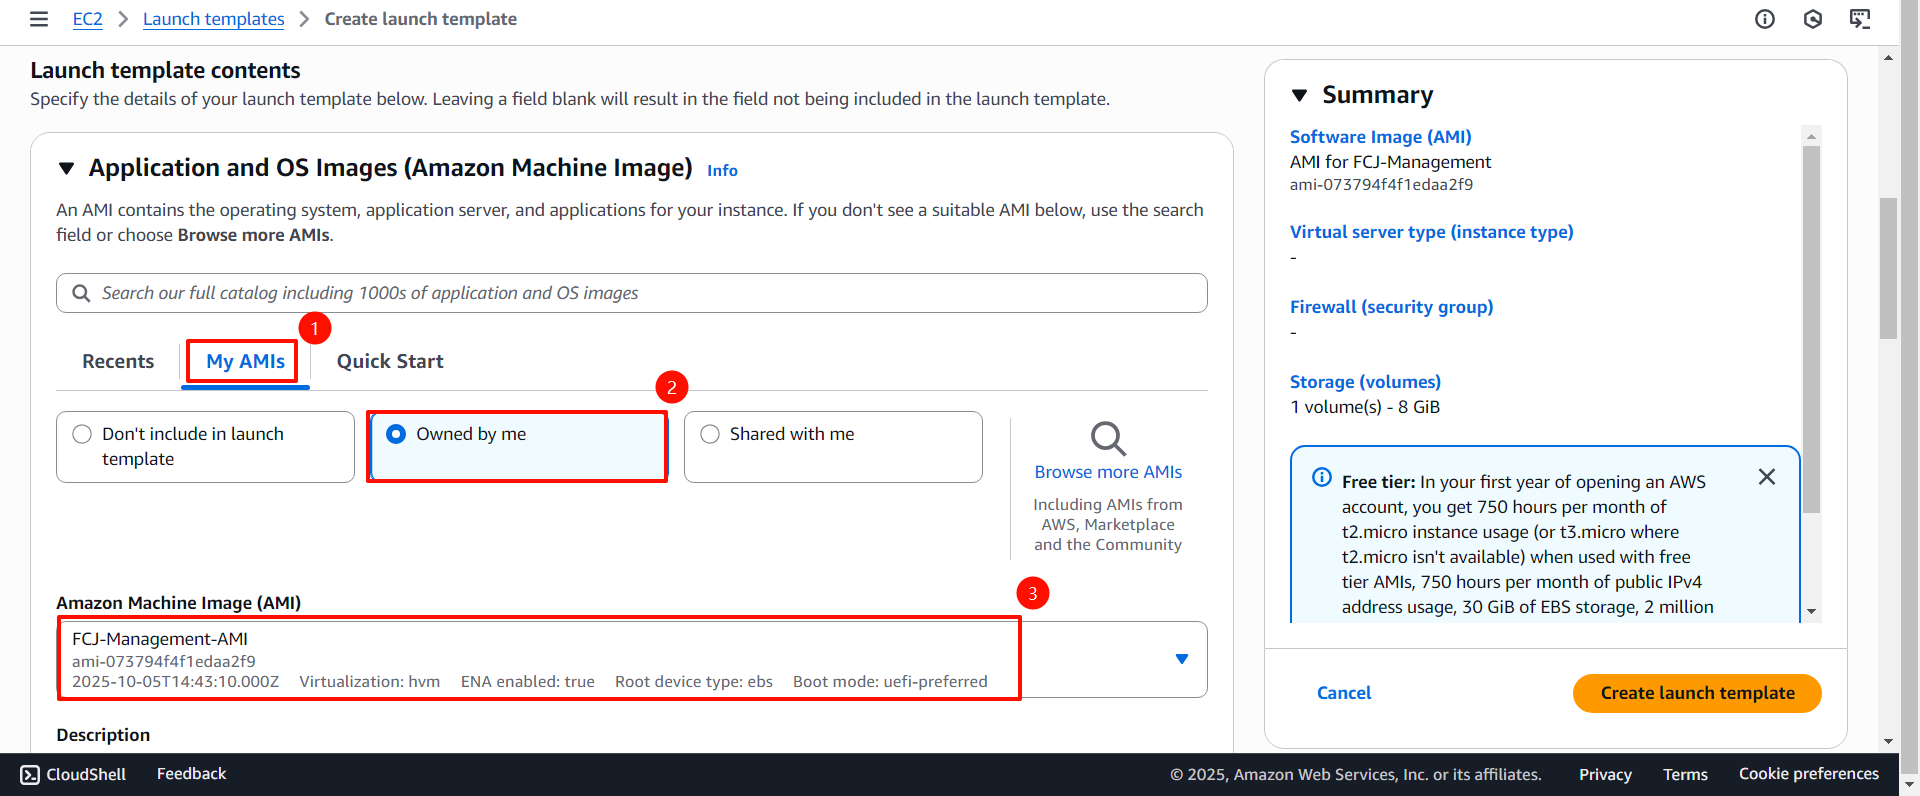 EC2 > Launch templates > Create launch template
Launch template contents
Specify the details of your launch template below. Leaving a field blank will result in the field not being included in the launch template.
Application and OS Images (Amazon Machine Image) Info
An AMI contains the operating system, application server, and applications for your instance. If you don't see a suitable AMI below, use the search
field or choose Browse more AMIs.
Search our full catalog including 1000s of application and OS images
1
Recents
My AMIs
Quick Start
2
Don't include in launch
template
Owned by me
Shared with me
Browse more AMIs
Including AMIs from
AWS, Marketplace
and the Community
Amazon Machine Image (AMI)
3
FCJ-Management-AMI
ami-073794f4f1edaa2f9
2025-10-05T14:43:10.000Z Virtualization: hvm ENA enabled: true Root device type: ebs Boot mode: uefi-preferred
Description
Summary
Software Image (AMI)
AMI for FCJ-Management
ami-073794f4f1edaa2f9
Virtual server type (instance type)
-
Firewall (security group)
-
Storage (volumes)
1 volume(s) - 8 GiB
Free tier: In your first year of opening an AWS
account, you get 750 hours per month of
t2.micro instance usage (or t3.micro where
t2.micro isn't available) when used with free
tier AMIs, 750 hours per month of public IPv4
address usage, 30 GiB of EBS storage, 2 million
Cancel
Create launch template
CloudShell Feedback
© 2025, Amazon Web Services, Inc. or its affiliates. Privacy Terms Cookie preferences